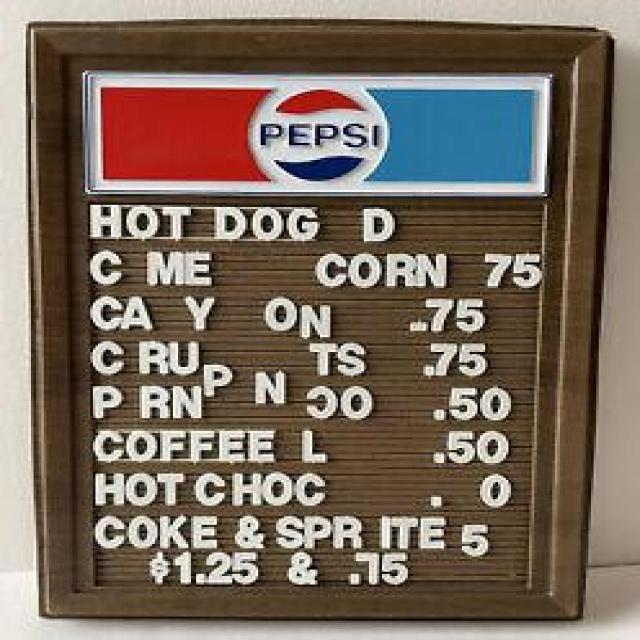 PEPSI
HOT DOG D
C ME CORN 75
CA Y ON .75
C RU TS .75
P N
P RN OO .50
COFFEE L .50
HOT CHOC . 0
COKE & SPR ITE 5
$1.25 & .15